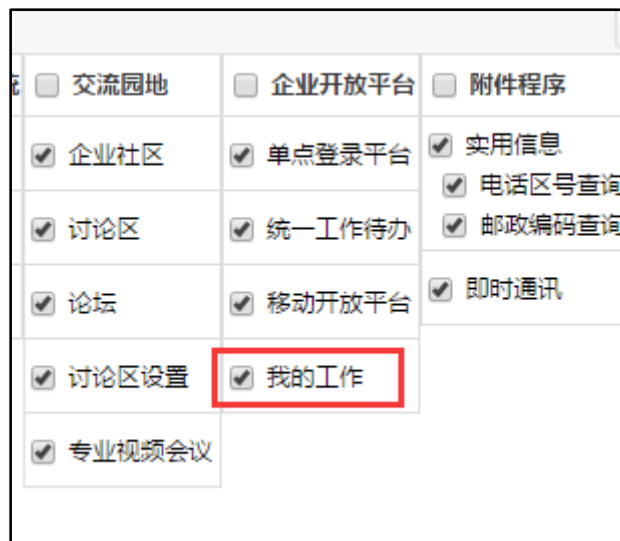 交流园地 企业开放平台 附件程序
企业社区 单点登录平台 实用信息
电话区号查询
讨论区 统一工作待办 邮政编码查询
论坛 移动开放平台 即时通讯
讨论区设置 我的工作
专业视频会议